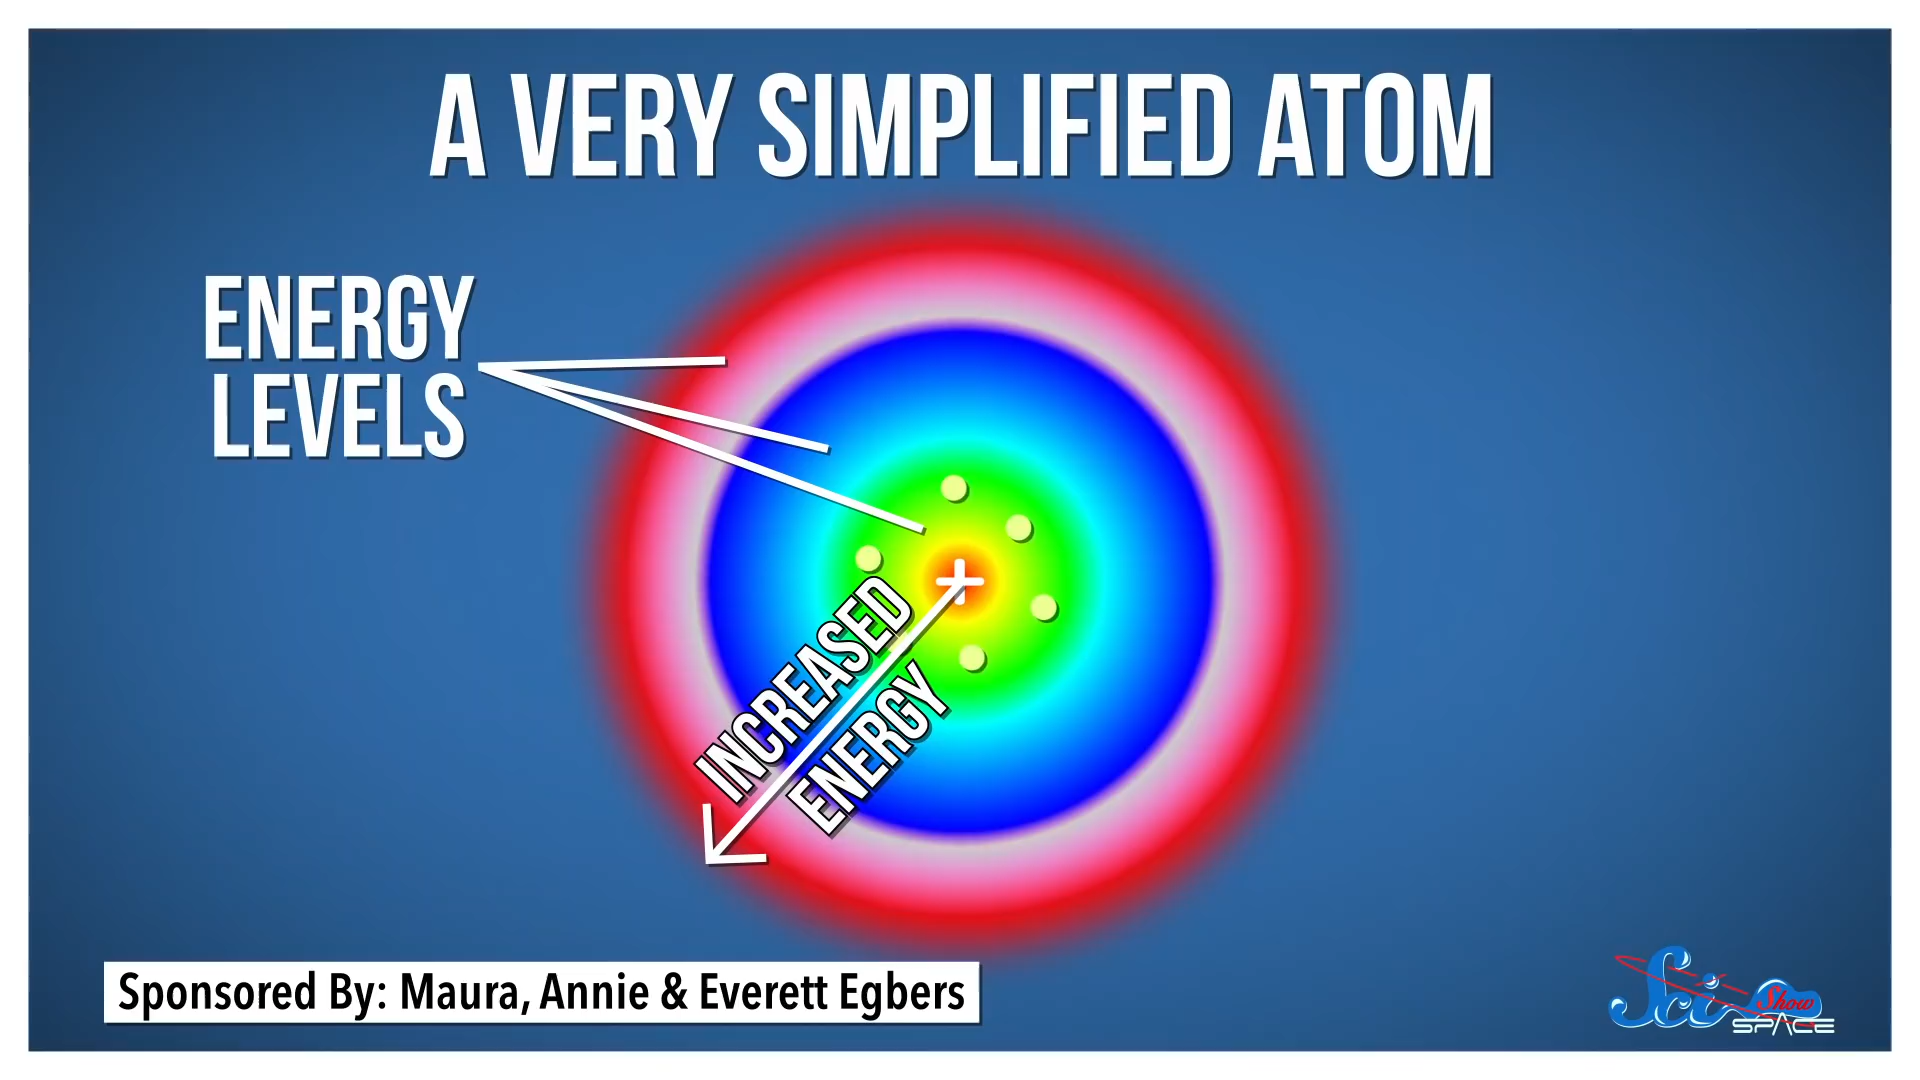 A VERY SIMPLIFIED ATOM
ENERGY
LEVELS
INCREASED
ENERGY
Sponsored By: Maura, Annie & Everett Egbers
Sci Show
SPACE